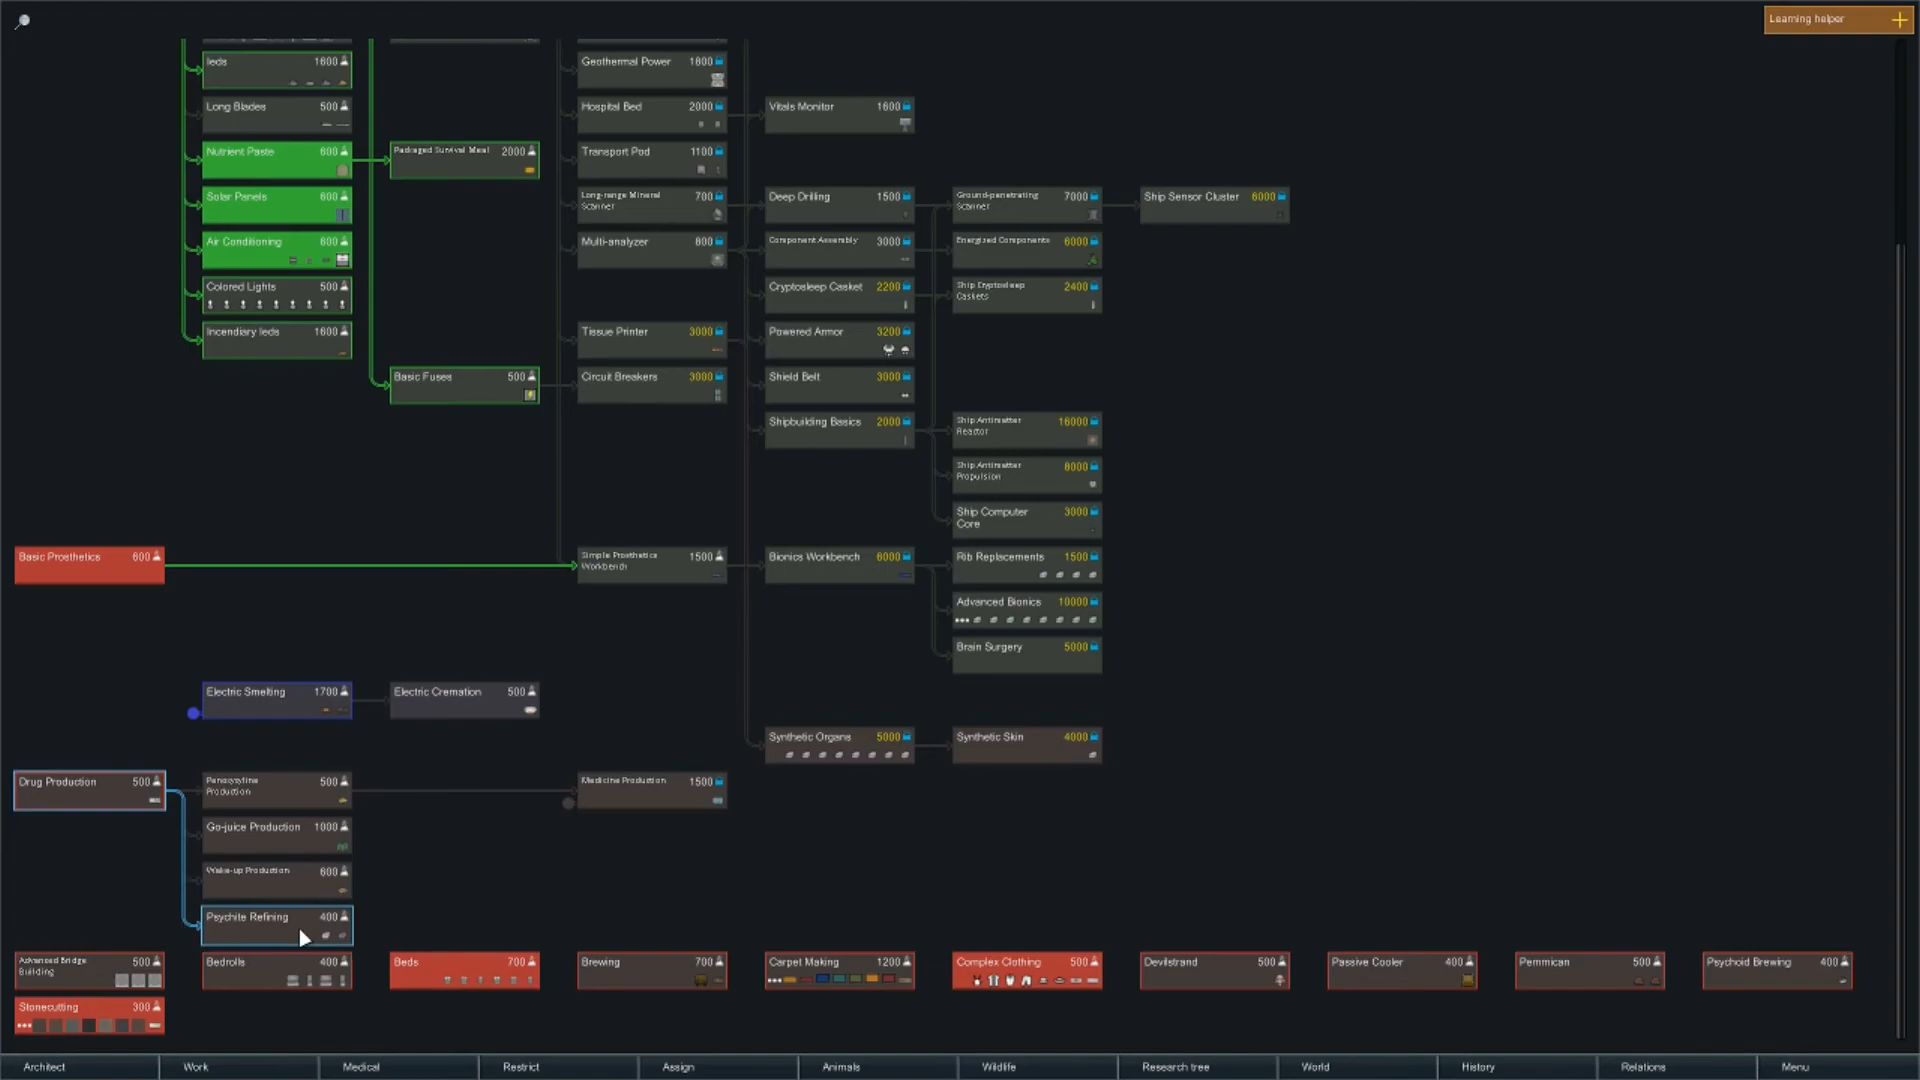 Learning helper
leds 1600
Geothermal Power 1800
Long Blades 500
Hospital Bed 2000
Vitals Monitor 1600
Nutrient Paste 600
Packaged Survival Meal 2000
Transport Pod 1100
Solar Panels 600
Long-range Mineral
Scanner 700
Deep Drilling 1500
Ground-penetrating
Scanner 7000
Ship Sensor Cluster 6000
Air Conditioning 600
Multi-analyzer 800
Component Assembly 3000
Energized Components 6000
Colored Lights 500
Cryptosleep Casket 2200
Ship Cryptosleep
Caskets 2400
Incendiary leds 1600
Tissue Printer 3000
Powered Armor 3200
Basic Fuses 500
Circuit Breakers 3000
Shield Belt 3000
Shipbuilding Basics 2000
Ship Antimatter
Reactor 16000
Ship Antimatter
Propulsion 8000
Ship Computer
Core 3000
Basic Prosthetics 600
Simple Prosthetics
Workbench 1500
Bionics Workbench 6000
Rib Replacements 1500
Advanced Bionics 10000
Brain Surgery 5000
Electric Smelting 1700
Electric Cremation 500
Synthetic Organs 5000
Synthetic Skin 4000
Drug Production 500
Penoxycyline
Production 500
Medicine Production 1500
Go-juice Production 1000
Wake-up Production 600
Psychite Refining 400
Advanced Bridge
Building 500
Bedrolls 400
Beds 700
Brewing 700
Carpet Making 1200
Complex Clothing 500
Devilstrand 500
Passive Cooler 400
Pemmican 500
Psychoid Brewing 400
Stonecutting 300
Architect
Work
Medical
Restrict
Assign
Animals
Wildlife
Research tree
World
History
Relations
Menu